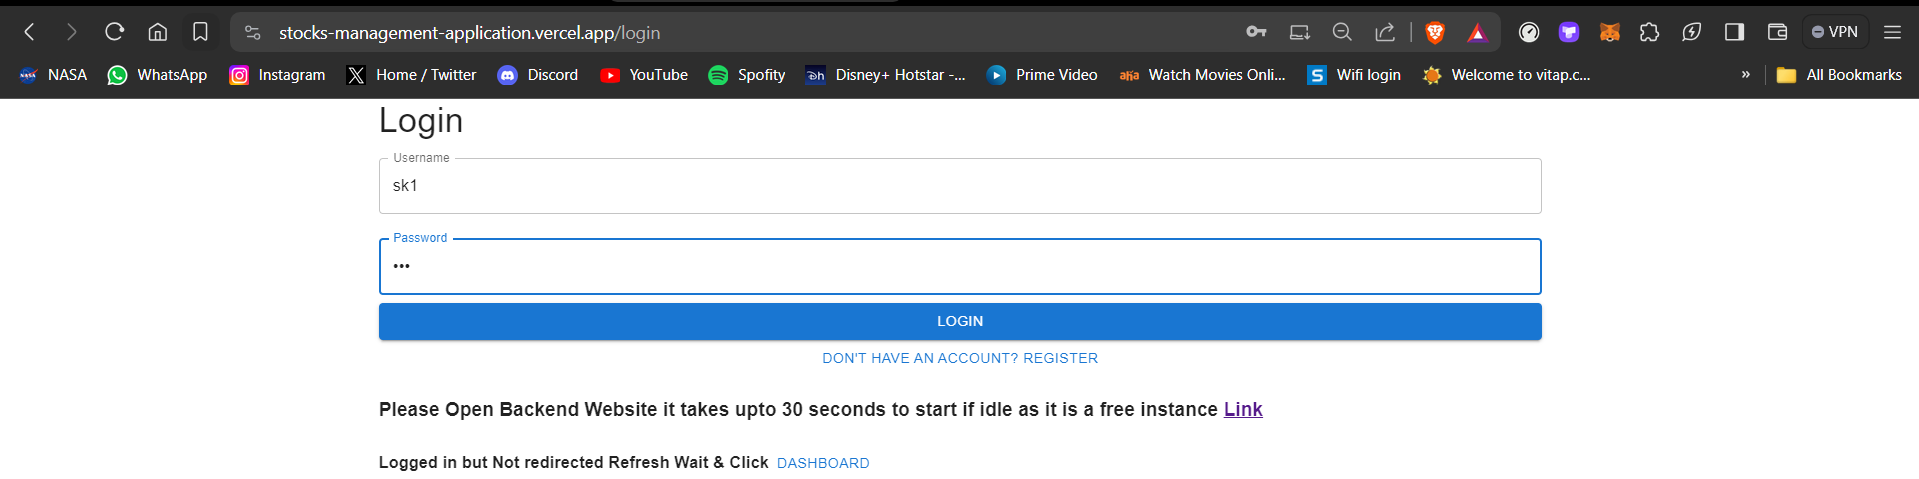 stocks-management-application.vercel.app/login
VPN
NASA WhatsApp Instagram Home / Twitter Discord YouTube Spofity Disney+ Hotstar -... Prime Video Watch Movies Onli... Wifi login Welcome to vitap.c... » All Bookmarks
Login
Username
sk1
Password
•••
LOGIN
DON'T HAVE AN ACCOUNT? REGISTER
Please Open Backend Website it takes upto 30 seconds to start if idle as it is a free instance Link
Logged in but Not redirected Refresh Wait & Click DASHBOARD